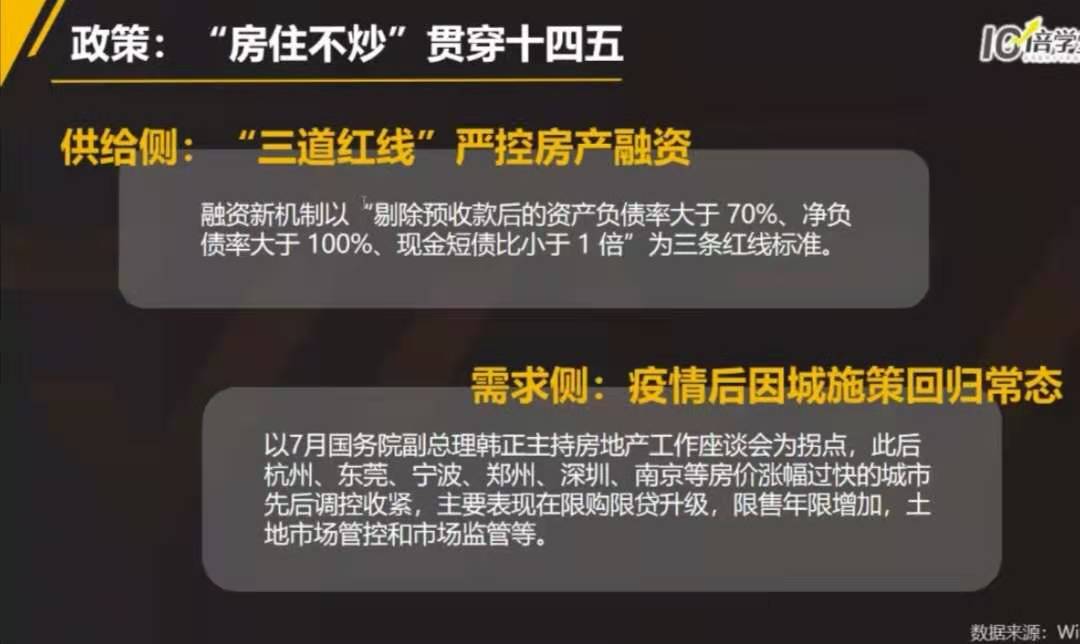 政策：“房住不炒”贯穿十四五
10倍学
供给侧：“三道红线”严控房产融资
融资新机制以“剔除预收款后的资产负债率大于 70%、净负
债率大于 100%、现金短债比小于 1 倍”为三条红线标准。
需求侧：疫情后因城施策回归常态
以7月国务院副总理韩正主持房地产工作座谈会为拐点，此后
杭州、东莞、宁波、郑州、深圳、南京等房价涨幅过快的城市
先后调控收紧，主要表现在限购限贷升级，限售年限增加，土
地市场管控和市场监管等。
数据来源：Wi